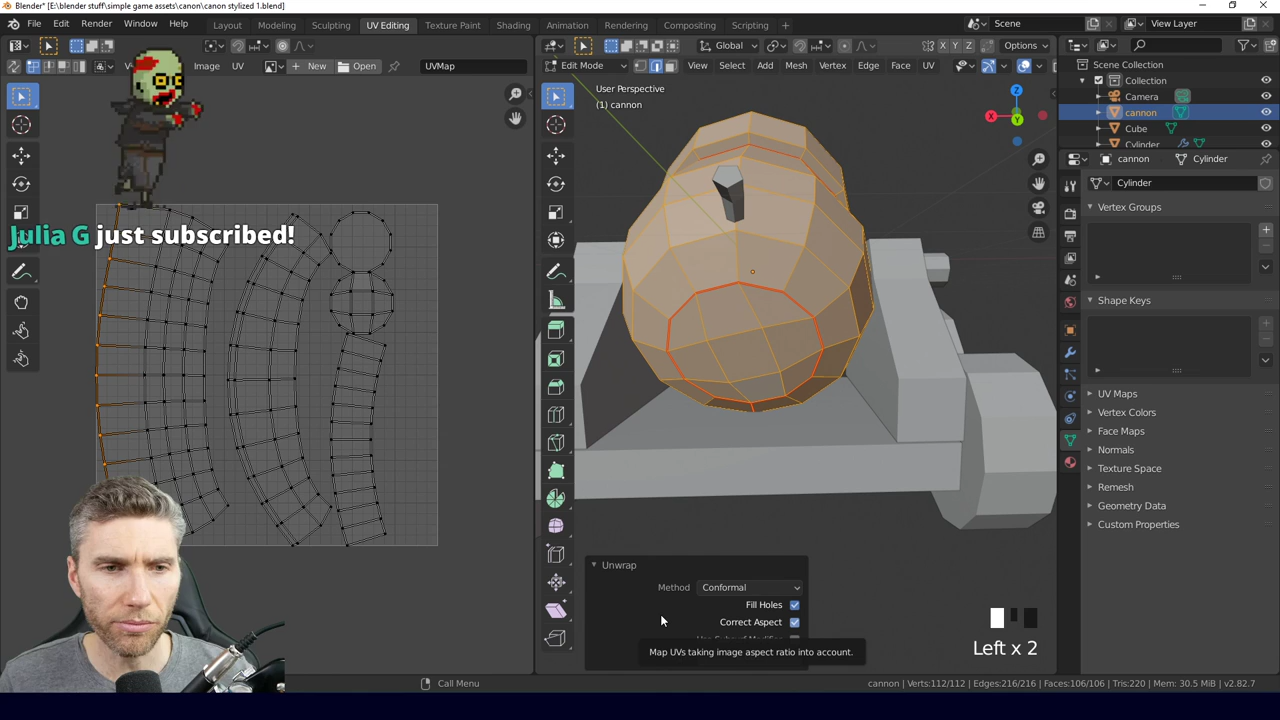 Blender* [E:\blender stuff\simple game assets\canon\canon stylized 1.blend]
File Edit Render Window Help
Layout Modeling Sculpting UV Editing Texture Paint Shading Animation Rendering Compositing Scripting
Scene
View Layer
Global
Options
X Y Z
Image UV
New
Open
UVMap
Edit Mode
View Select Add Mesh Vertex Edge Face UV
User Perspective
(1) cannon
Z
X
Y
Julia G just subscribed!
Scene Collection
Collection
Camera
cannon
Cube
Cylinder
cannon
Cylinder
Cylinder
Vertex Groups
Shape Keys
UV Maps
Vertex Colors
Face Maps
Normals
Texture Space
Remesh
Geometry Data
Custom Properties
Unwrap
Method Conformal
Fill Holes
Correct Aspect
Map UVs taking image aspect ratio into account.
Left x 2
Call Menu
cannon | Verts:112/112 | Edges:216/216 | Faces:106/106 | Tris:220 | Mem: 30.5 MiB | v2.82.7